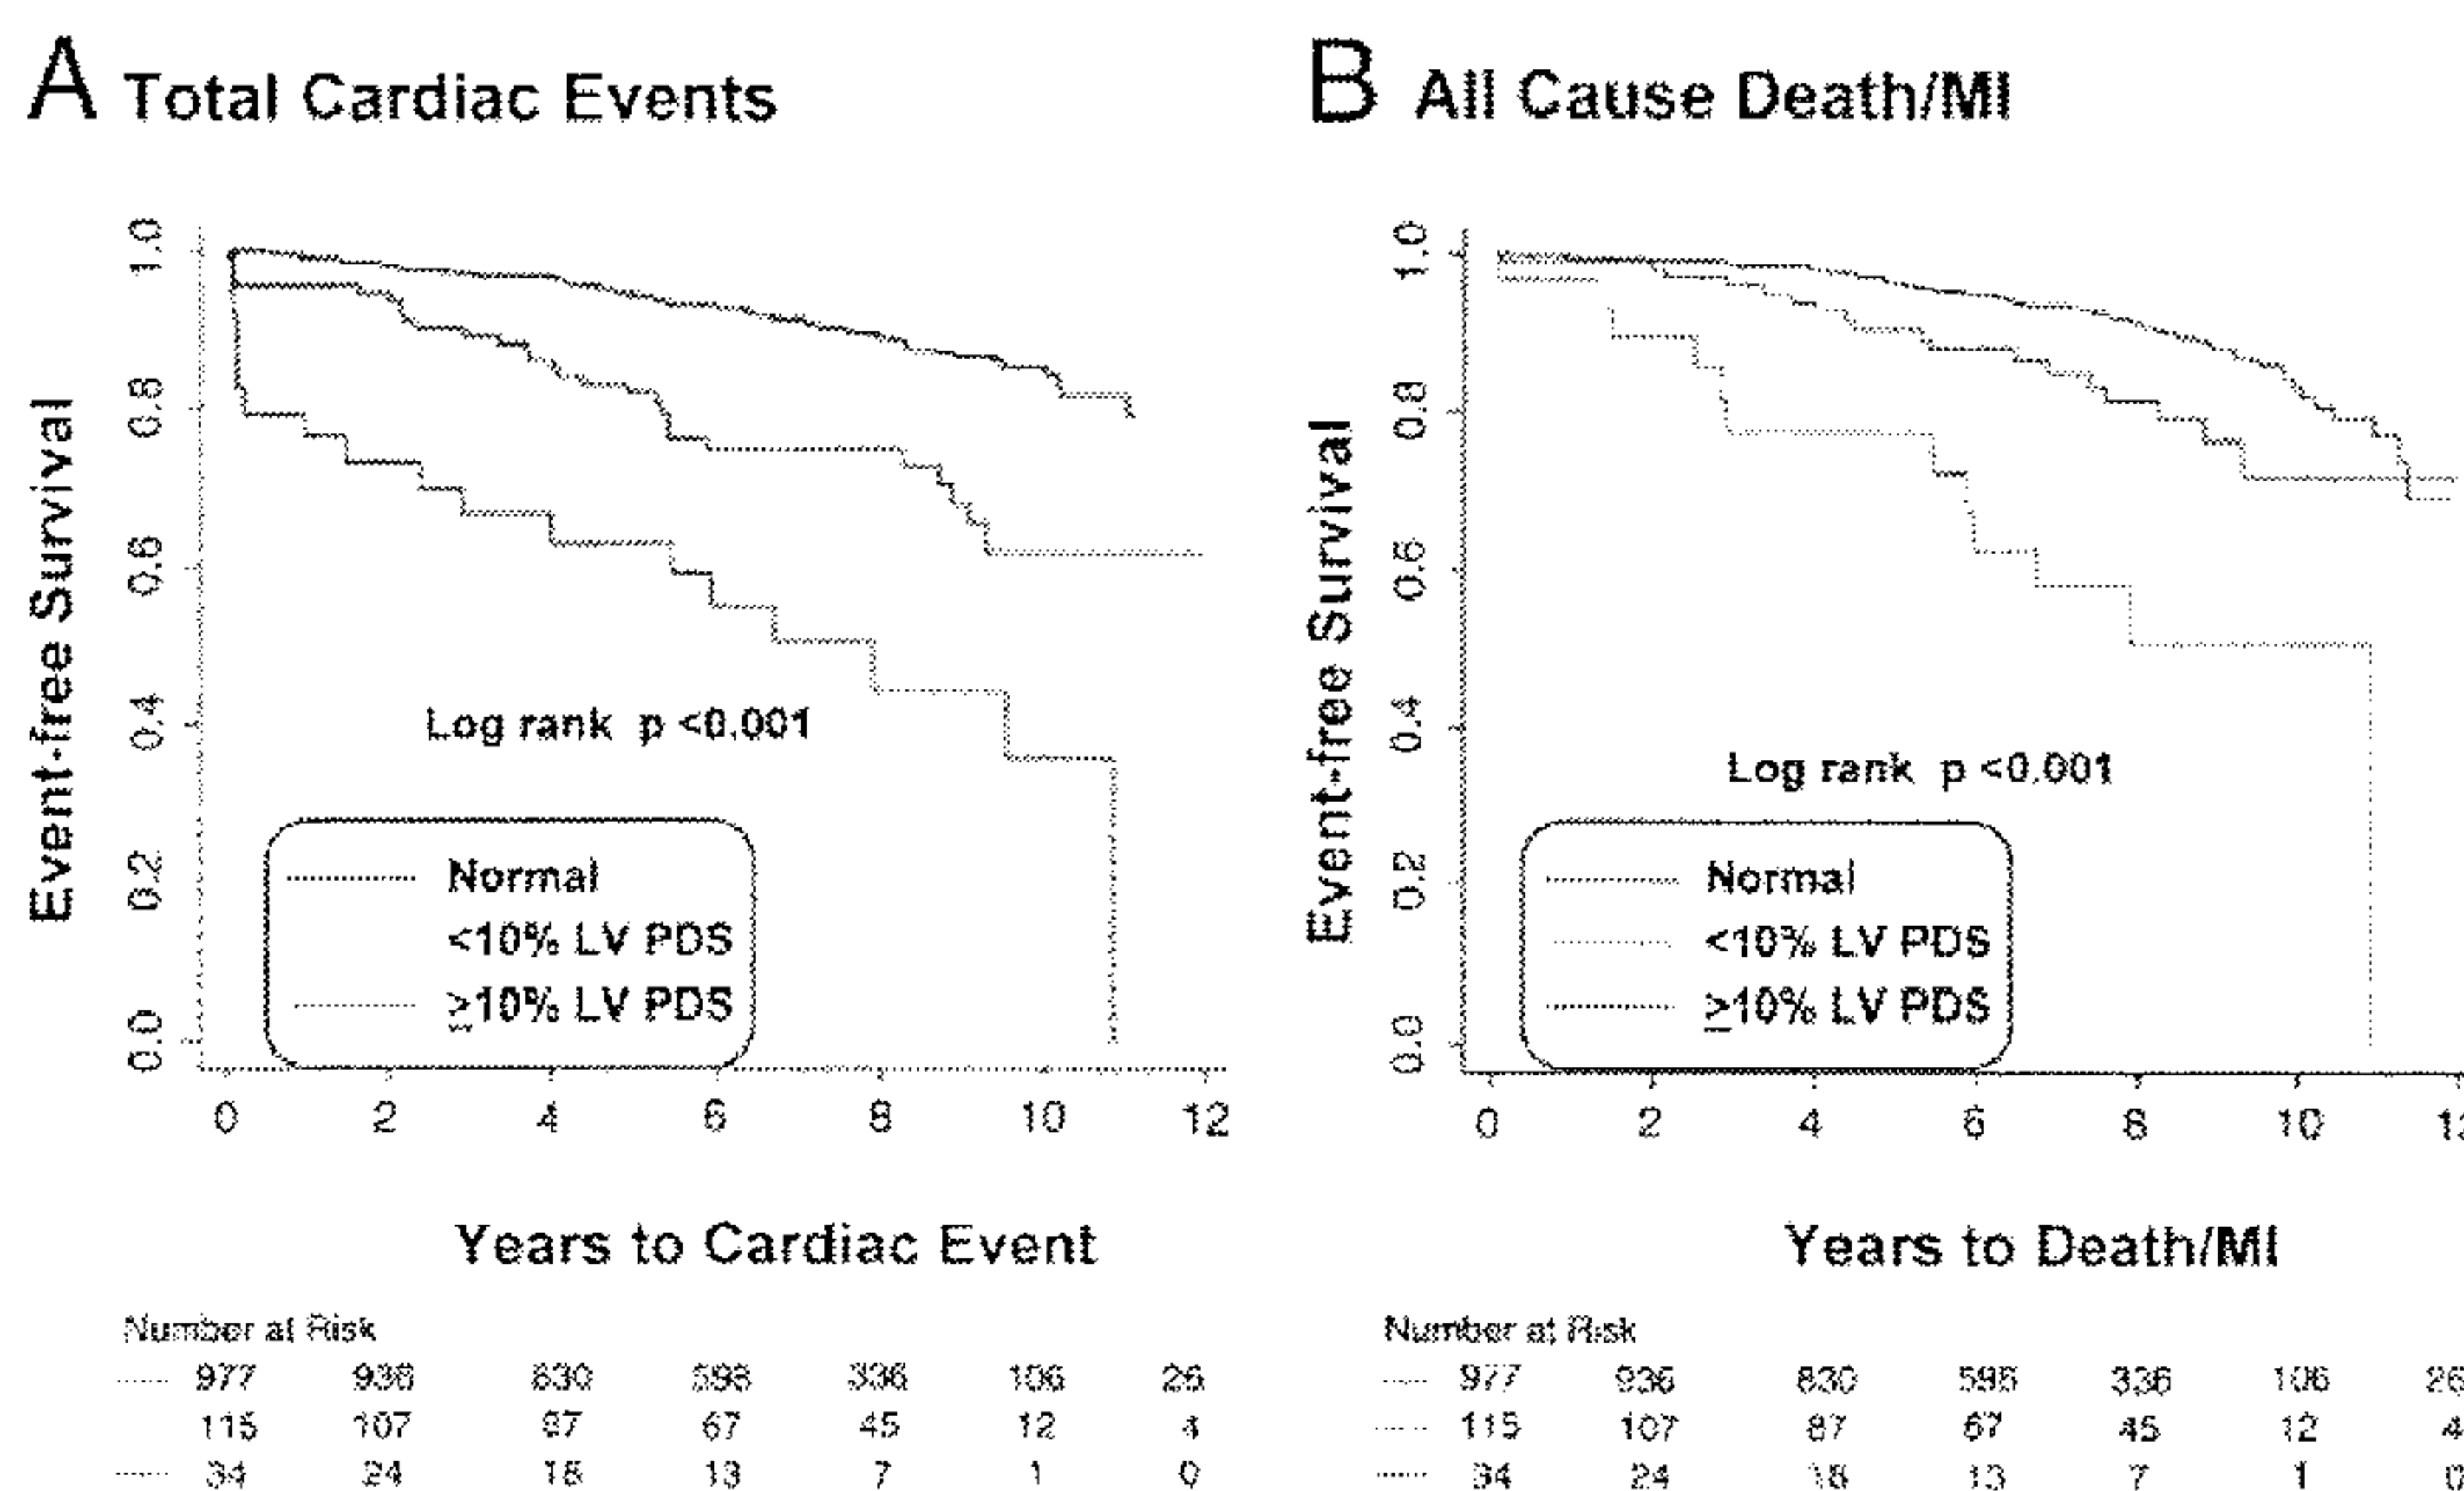 A Total Cardiac Events
Event-free Survival
1.0
0.8
0.6
0.4
0.2
0.0
Log rank p <0.001
Normal
<10% LV PDS
≥10% LV PDS
0 2 4 6 8 10 12
Years to Cardiac Event
Number at Risk
977 936 830 598 336 106 26
115 107 87 67 45 12 4
34 24 18 13 7 1 0
B All Cause Death/MI
Event-free Survival
1.0
0.8
0.6
0.4
0.2
0.0
Log rank p <0.001
Normal
<10% LV PDS
≥10% LV PDS
0 2 4 6 8 10
Years to Death/MI
Number at Risk
977 936 830 598 336 106 26
115 107 87 67 45 12 4
34 24 18 13 7 1 0